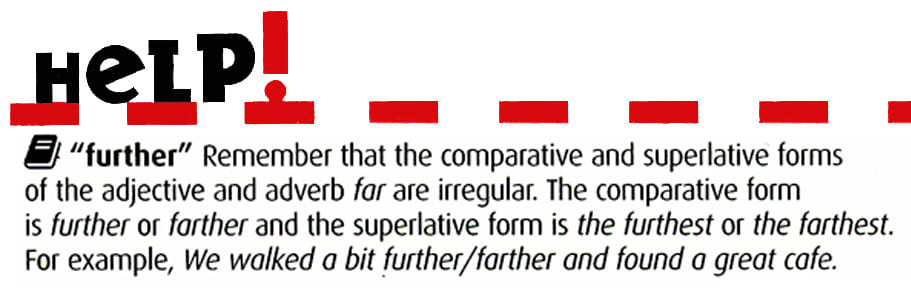 HeLP!
"further" Remember that the comparative and superlative forms
of the adjective and adverb far are irregular. The comparative form
is further or farther and the superlative form is the furthest or the farthest.
For example, We walked a bit further/farther and found a great cafe.